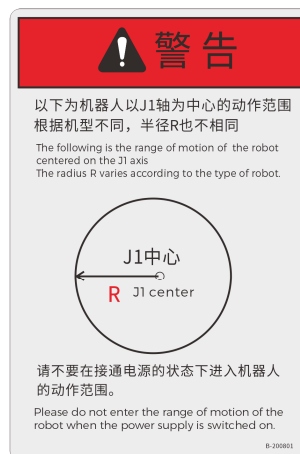 警告
以下为机器人以J1轴为中心的动作范围
根据机型不同，半径R也不相同
The following is the range of motion of the robot
centered on the J1 axis
The radius R varies according to the type of robot.
J1中心
R J1 center
请不要在接通电源的状态下进入机器人
的动作范围。
Please do not enter the range of motion of the
robot when the power supply is switched on.
B-200801